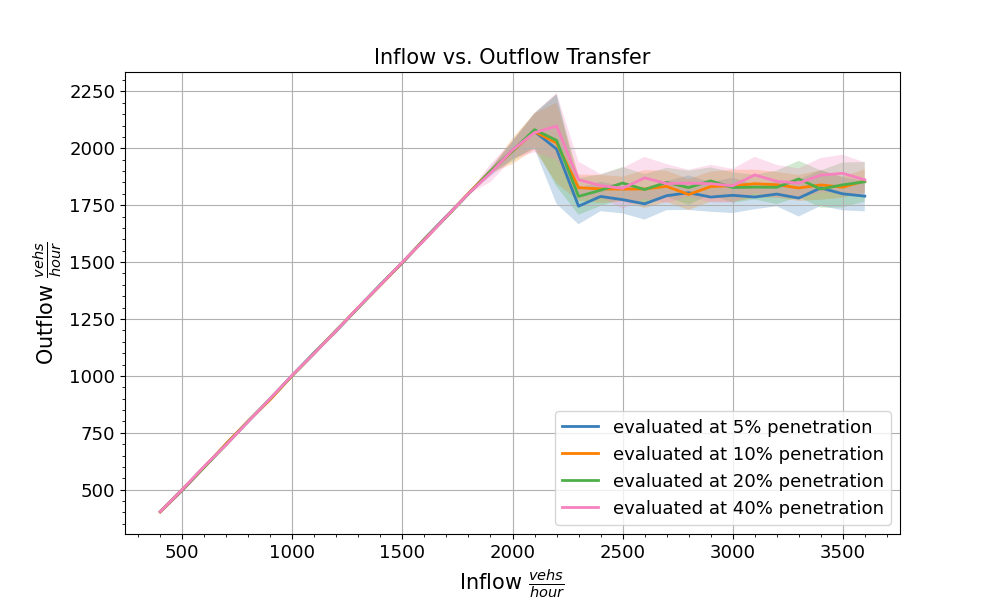 Inflow vs. Outflow Transfer
2250
2000
1750
1500
1250
1000
750
500
Outflow vehs/hour
evaluated at 5% penetration
evaluated at 10% penetration
evaluated at 20% penetration
evaluated at 40% penetration
500 1000 1500 2000 2500 3000 3500
Inflow vehs/hour